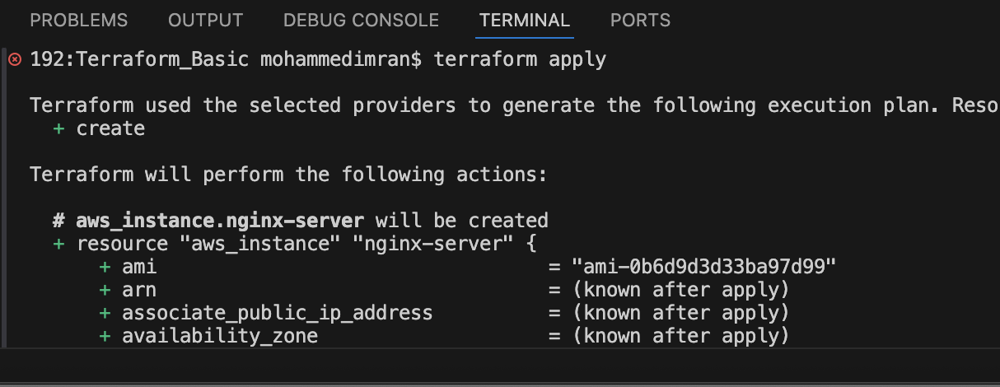 PROBLEMS OUTPUT DEBUG CONSOLE TERMINAL PORTS
192:Terraform_Basic mohammedimran$ terraform apply
Terraform used the selected providers to generate the following execution plan. Reso
+ create
Terraform will perform the following actions:
# aws_instance.nginx-server will be created
+ resource "aws_instance" "nginx-server" {
+ ami = "ami-0b6d9d3d33ba97d99"
+ arn = (known after apply)
+ associate_public_ip_address = (known after apply)
+ availability_zone = (known after apply)